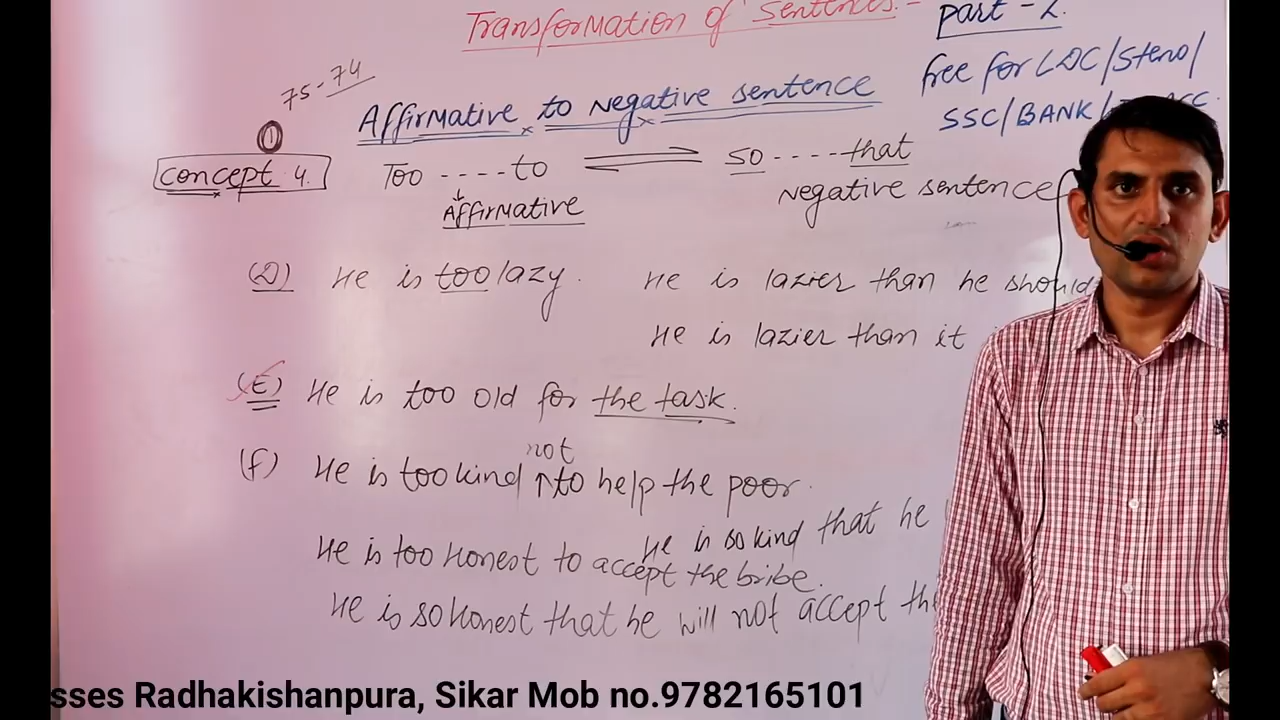 Transformation of Sentences:-
part - 2.
75-74
Affirmative to Negative sentence
free for LDC/Steno/
SSC/BANK/
①
concept 4.
Too ----to
so ----that
Affirmative
Negative sentence
(D) He is too lazy.
He is lazier than he should
He is lazier than it
(E) He is too old for the task.
not
(F) He is too kind ↑ to help the poor.
He is so kind that he
He is too Honest to accept the bribe.
He is so Honest that he will not accept the
sses Radhakishanpura, Sikar Mob no.9782165101